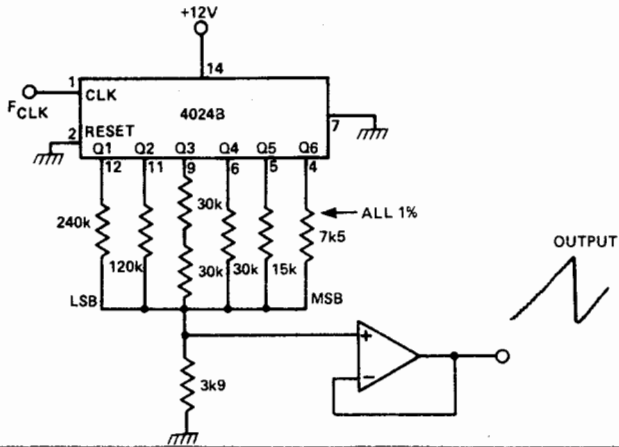 +12V
14
1
CLK
4024B
F CLK
7
2
RESET
Q1 Q2 Q3 Q4 Q5 Q6
12 11 9 6 5 4
30k
ALL 1%
240k
7k5
OUTPUT
120k
30k
30k
15k
LSB
MSB
+
−
3k9